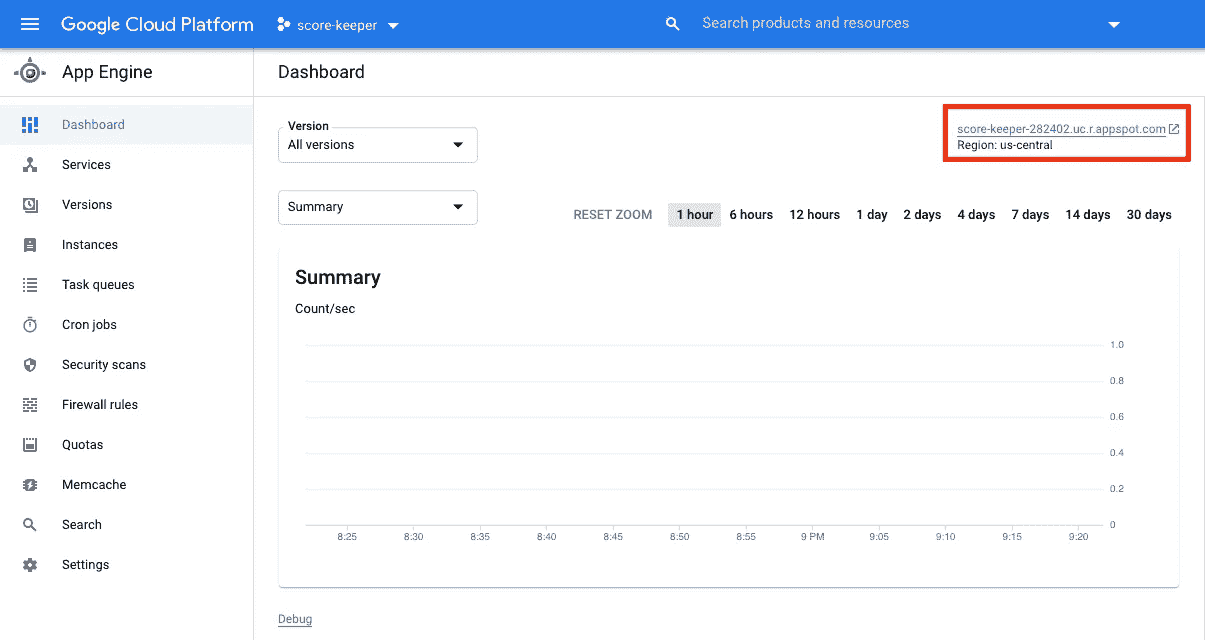 Google Cloud Platform score-keeper Search products and resources
App Engine
Dashboard
Services
Versions
Instances
Task queues
Cron jobs
Security scans
Firewall rules
Quotas
Memcache
Search
Settings
Dashboard
Version
All versions
score-keeper-282402.uc.r.appspot.com
Region: us-central
Summary
RESET ZOOM 1 hour 6 hours 12 hours 1 day 2 days 4 days 7 days 14 days 30 days
Summary
Count/sec
1.0
0.8
0.6
0.4
0.2
0
8:25 8:30 8:35 8:40 8:45 8:50 8:55 9 PM 9:05 9:10 9:15 9:20
Debug